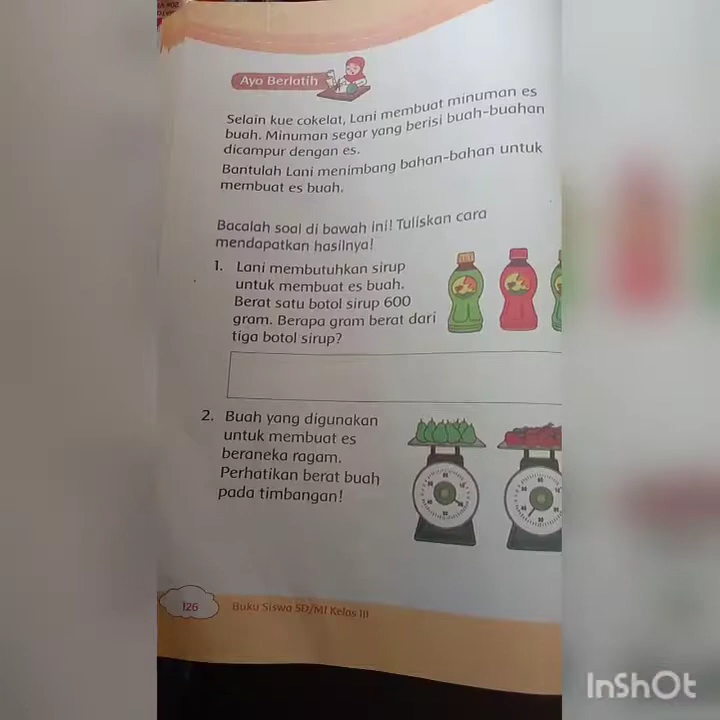 Ayo Berlatih
Selain kue cokelat, Lani membuat minuman es
buah. Minuman segar yang berisi buah-buahan
dicampur dengan es.
Bantulah Lani menimbang bahan-bahan untuk
membuat es buah.
Bacalah soal di bawah ini! Tuliskan cara
mendapatkan hasilnya!
1. Lani membutuhkan sirup
untuk membuat es buah.
Berat satu botol sirup 600
gram. Berapa gram berat dari
tiga botol sirup?
2. Buah yang digunakan
untuk membuat es
beraneka ragam.
Perhatikan berat buah
pada timbangan!
126
Buku Siswa SD/MI Kelas III
InShOt